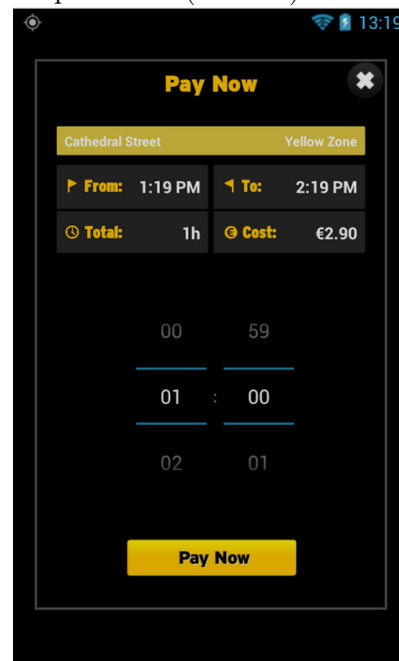 13:19
Pay Now
Cathedral Street Yellow Zone
From: 1:19 PM To: 2:19 PM
Total: 1h Cost: €2.90
00 59
01 : 00
02 01
Pay Now